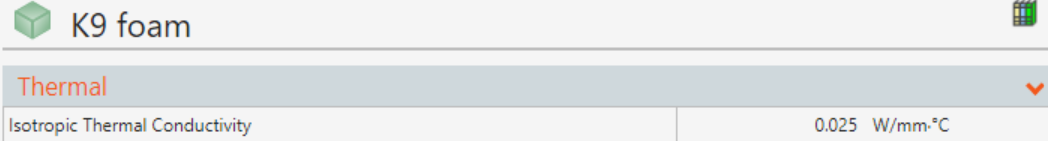 K9 foam
Thermal
Isotropic Thermal Conductivity 0.025 W/mm·°C